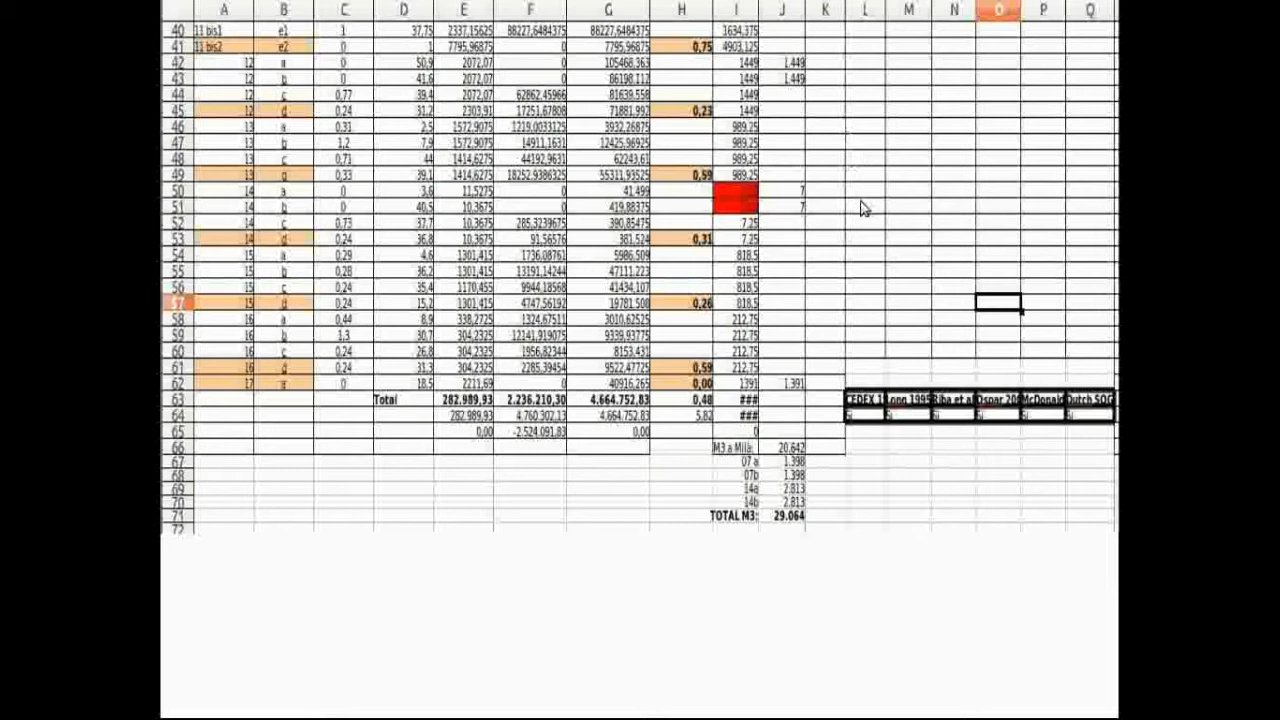 A B C D E F G H I J K L M N O P Q
40 11 bis1 e1 1 37,75 2337,15625 88227,6484375 88227,6484375 1634,375
41 11 bis2 e2 0 1 7795,96875 0 7795,96875 0,75 4903,125
42 12 a 0 50,9 2072,07 0 105468,363 1449 1.449
43 12 b 0 41,6 2072,07 0 86198,112 1449 1.449
44 12 c 0,77 39,4 2072,07 62862,45966 81639,558 1449
45 12 d 0,24 31,2 2303,91 17251,67808 71881,992 0,23 1449
46 13 a 0,31 2,5 1572,9075 1219,0033125 3932,26875 989,25
47 13 b 1,2 7,9 1572,9075 14911,1631 12425,96925 989,25
48 13 c 0,71 44 1414,6275 44192,9631 62243,61 989,25
49 13 0,33 39,1 1414,6275 18252,9386325 55311,93525 0,59 989,25
50 14 a 0 3,6 11,5275 0 41,499 7
51 14 b 0 40,5 10,3675 0 419,88375 7
52 14 c 0,73 37,7 10,3675 285,3239675 390,85475 7,25
53 14 d 0,24 36,8 10,3675 91,56576 381,524 0,31 7,25
54 15 a 0,29 4,6 1301,415 1736,08761 5986,509 818,5
55 15 b 0,28 36,2 1301,415 13191,14244 47111,223 818,5
56 15 c 0,24 35,4 1170,455 9944,18568 41434,107 818,5
57 15 d 0,24 15,2 1301,415 4747,56192 19781,508 0,26 818,5
58 16 a 0,44 8,9 338,2725 1324,67511 3010,62525 212,75
59 16 b 1,3 30,7 304,2325 12141,919075 9339,93775 212,75
60 16 c 0,24 26,8 304,2325 1956,82344 8153,431 212,75
61 16 d 0,24 31,3 304,2325 2285,39454 9522,47725 0,59 212,75
62 17 a 0 18,5 2211,69 0 40916,265 0,00 1391 1.391
63 Total 282.989,93 2.236.210,30 4.664.752,83 0,48 ### CEDEX 1 Long 1995 Riba et al Ospar 20 McDonald Dutch SQG
64 282.989,93 4.760.302,13 4.664.752,83 5,82 ### Si Si Si Si Si Si
65 0,00 -2.524.091,83 0,00 0
66 M3 a Milla: 20.642
67 07 a 1.398
68 07b 1.398
69 14a 2.813
70 14b 2.813
71 TOTAL M3: 29.064
72